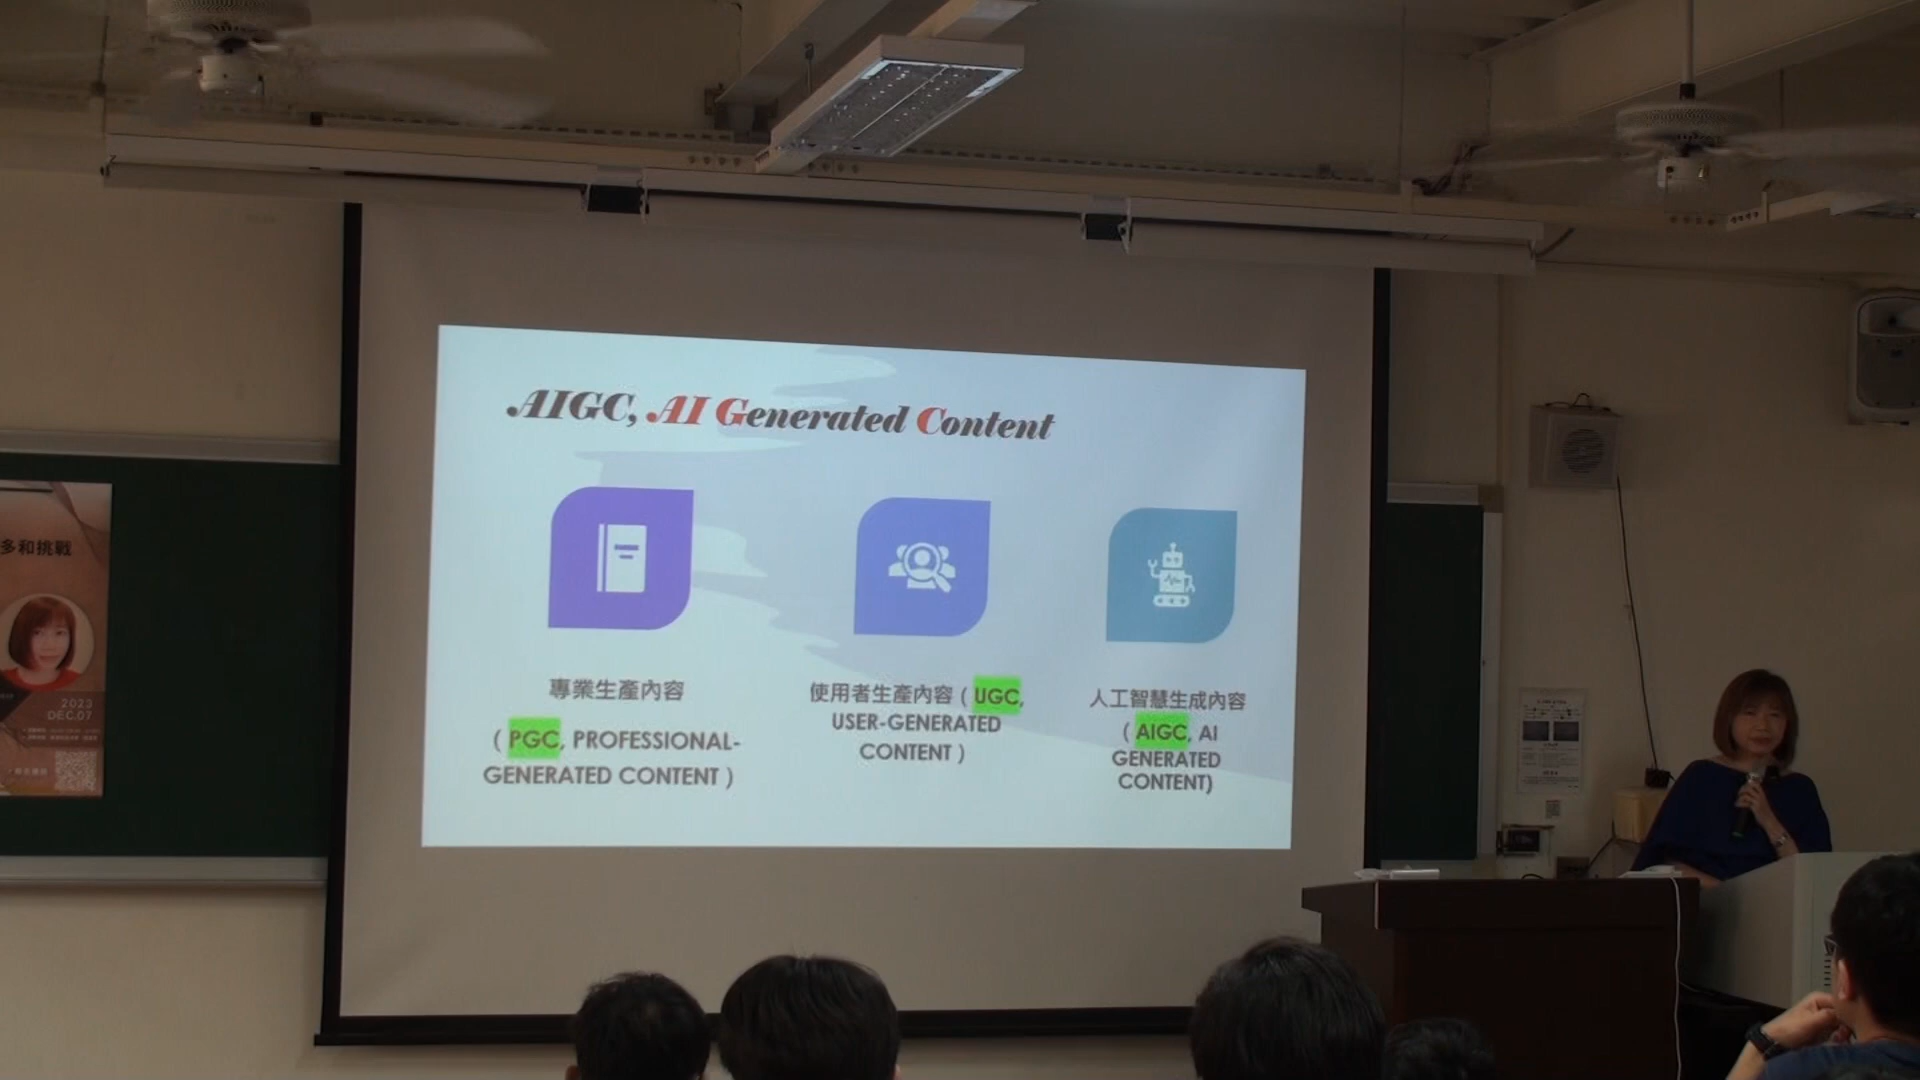 AIGC, AI Generated Content
專業生產內容
( PGC, PROFESSIONAL-
GENERATED CONTENT )
使用者生產內容 ( UGC,
USER-GENERATED
CONTENT )
人工智慧生成內容
( AIGC, AI
GENERATED
CONTENT)
多和挑戰
2023
DEC.07